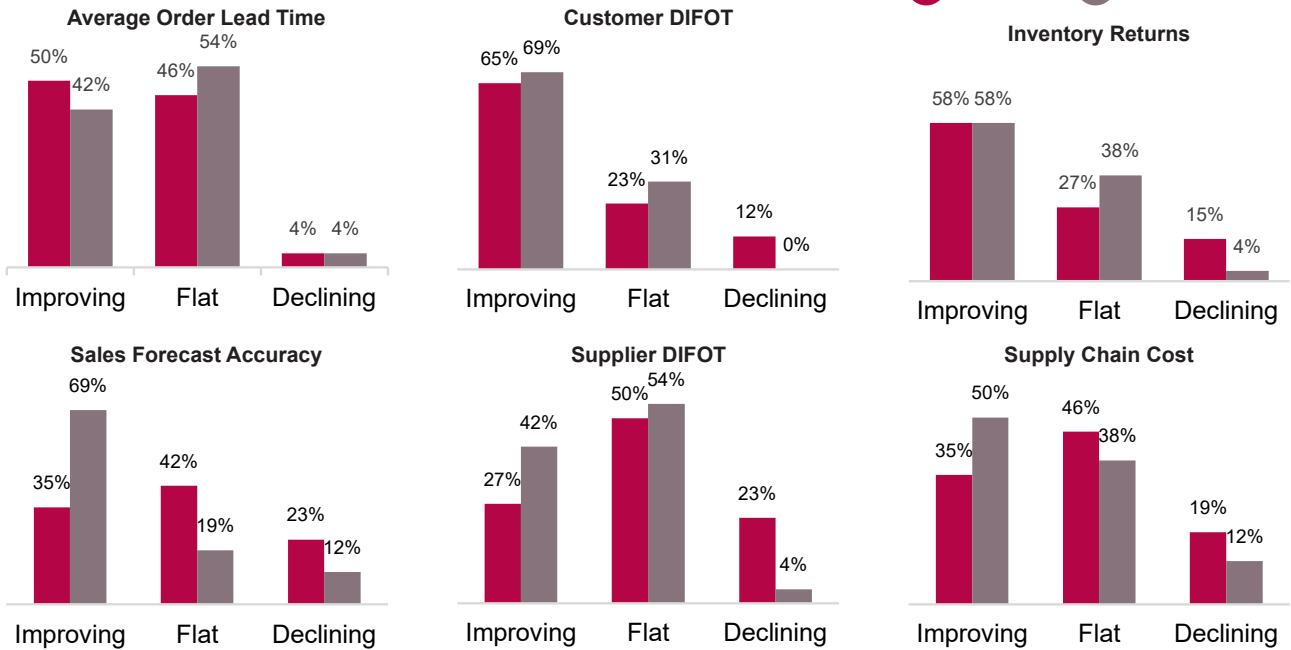 Average Order Lead Time
50%
42%
46%
54%
4%
4%
Improving
Flat
Declining
Customer DIFOT
65%
69%
23%
31%
12%
0%
Improving
Flat
Declining
Inventory Returns
58%
58%
27%
38%
15%
4%
Improving
Flat
Declining
Sales Forecast Accuracy
35%
69%
42%
19%
23%
12%
Improving
Flat
Declining
Supplier DIFOT
27%
42%
50%
54%
23%
4%
Improving
Flat
Declining
Supply Chain Cost
35%
50%
46%
38%
19%
12%
Improving
Flat
Declining